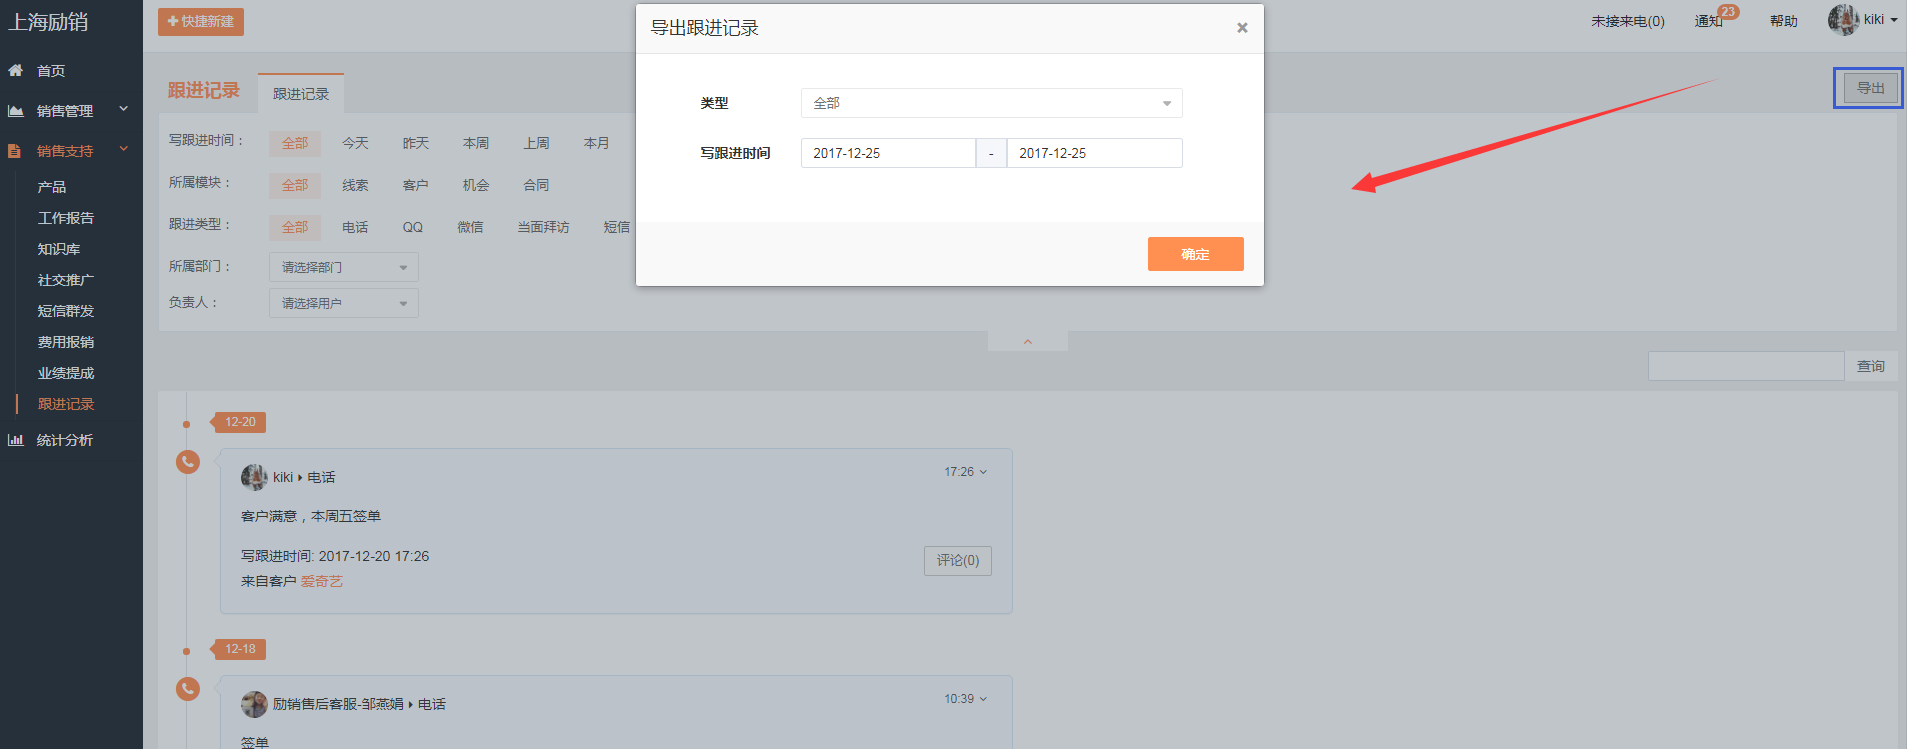 上海励销
快捷新建
未接来电(0)
通知
23
帮助
kiki
首页
销售管理
销售支持
产品
工作报告
知识库
社交推广
短信群发
费用报销
业绩提成
跟进记录
统计分析
跟进记录
跟进记录
导出
写跟进时间：
全部 今天 昨天 本周 上周 本月
所属模块：
全部 线索 客户 机会 合同
跟进类型：
全部 电话 QQ 微信 当面拜访 短信
所属部门：
请选择部门
负责人：
请选择用户
导出跟进记录
×
类型
全部
写跟进时间
2017-12-25 - 2017-12-25
确定
查询
12-20
kiki 电话
17:26
客户满意，本周五签单
写跟进时间: 2017-12-20 17:26
来自客户 爱奇艺
评论(0)
12-18
励销售后客服-邹燕娟 电话
10:39
签单